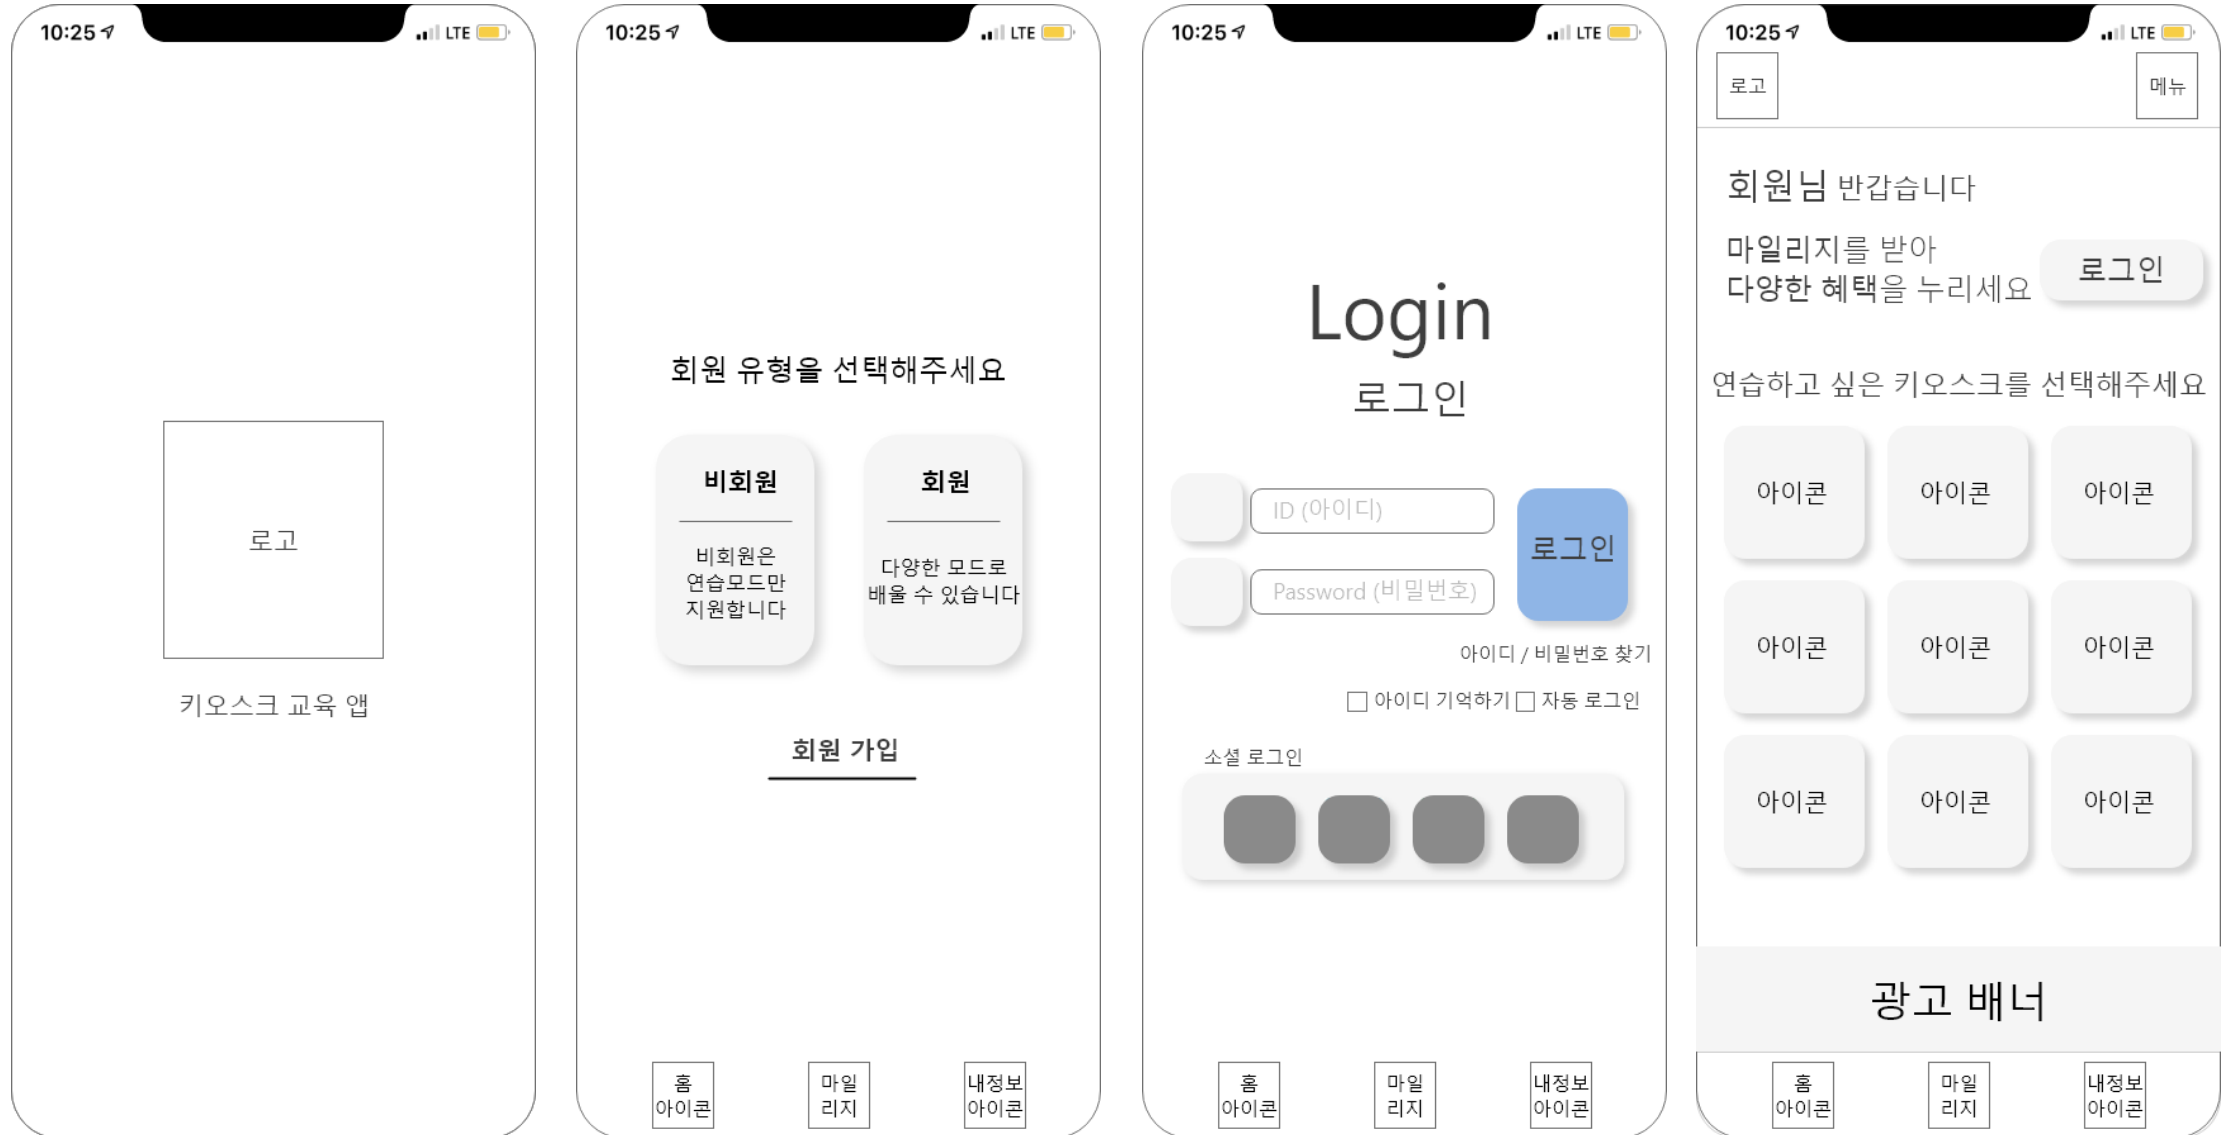 10:25
LTE
로고
키오스크 교육 앱
10:25
LTE
회원 유형을 선택해주세요
비회원
비회원은
연습모드만
지원합니다
회원
다양한 모드로
배울 수 있습니다
회원 가입
홈
아이콘
마일
리지
내정보
아이콘
10:25
LTE
Login
로그인
ID (아이디)
Password (비밀번호)
로그인
아이디 / 비밀번호 찾기
아이디 기억하기
자동 로그인
소셜 로그인
홈
아이콘
마일
리지
내정보
아이콘
10:25
LTE
로고
메뉴
회원님 반갑습니다
마일리지를 받아
다양한 혜택을 누리세요
로그인
연습하고 싶은 키오스크를 선택해주세요
아이콘
아이콘
아이콘
아이콘
아이콘
아이콘
아이콘
아이콘
아이콘
광고 배너
홈
아이콘
마일
리지
내정보
아이콘